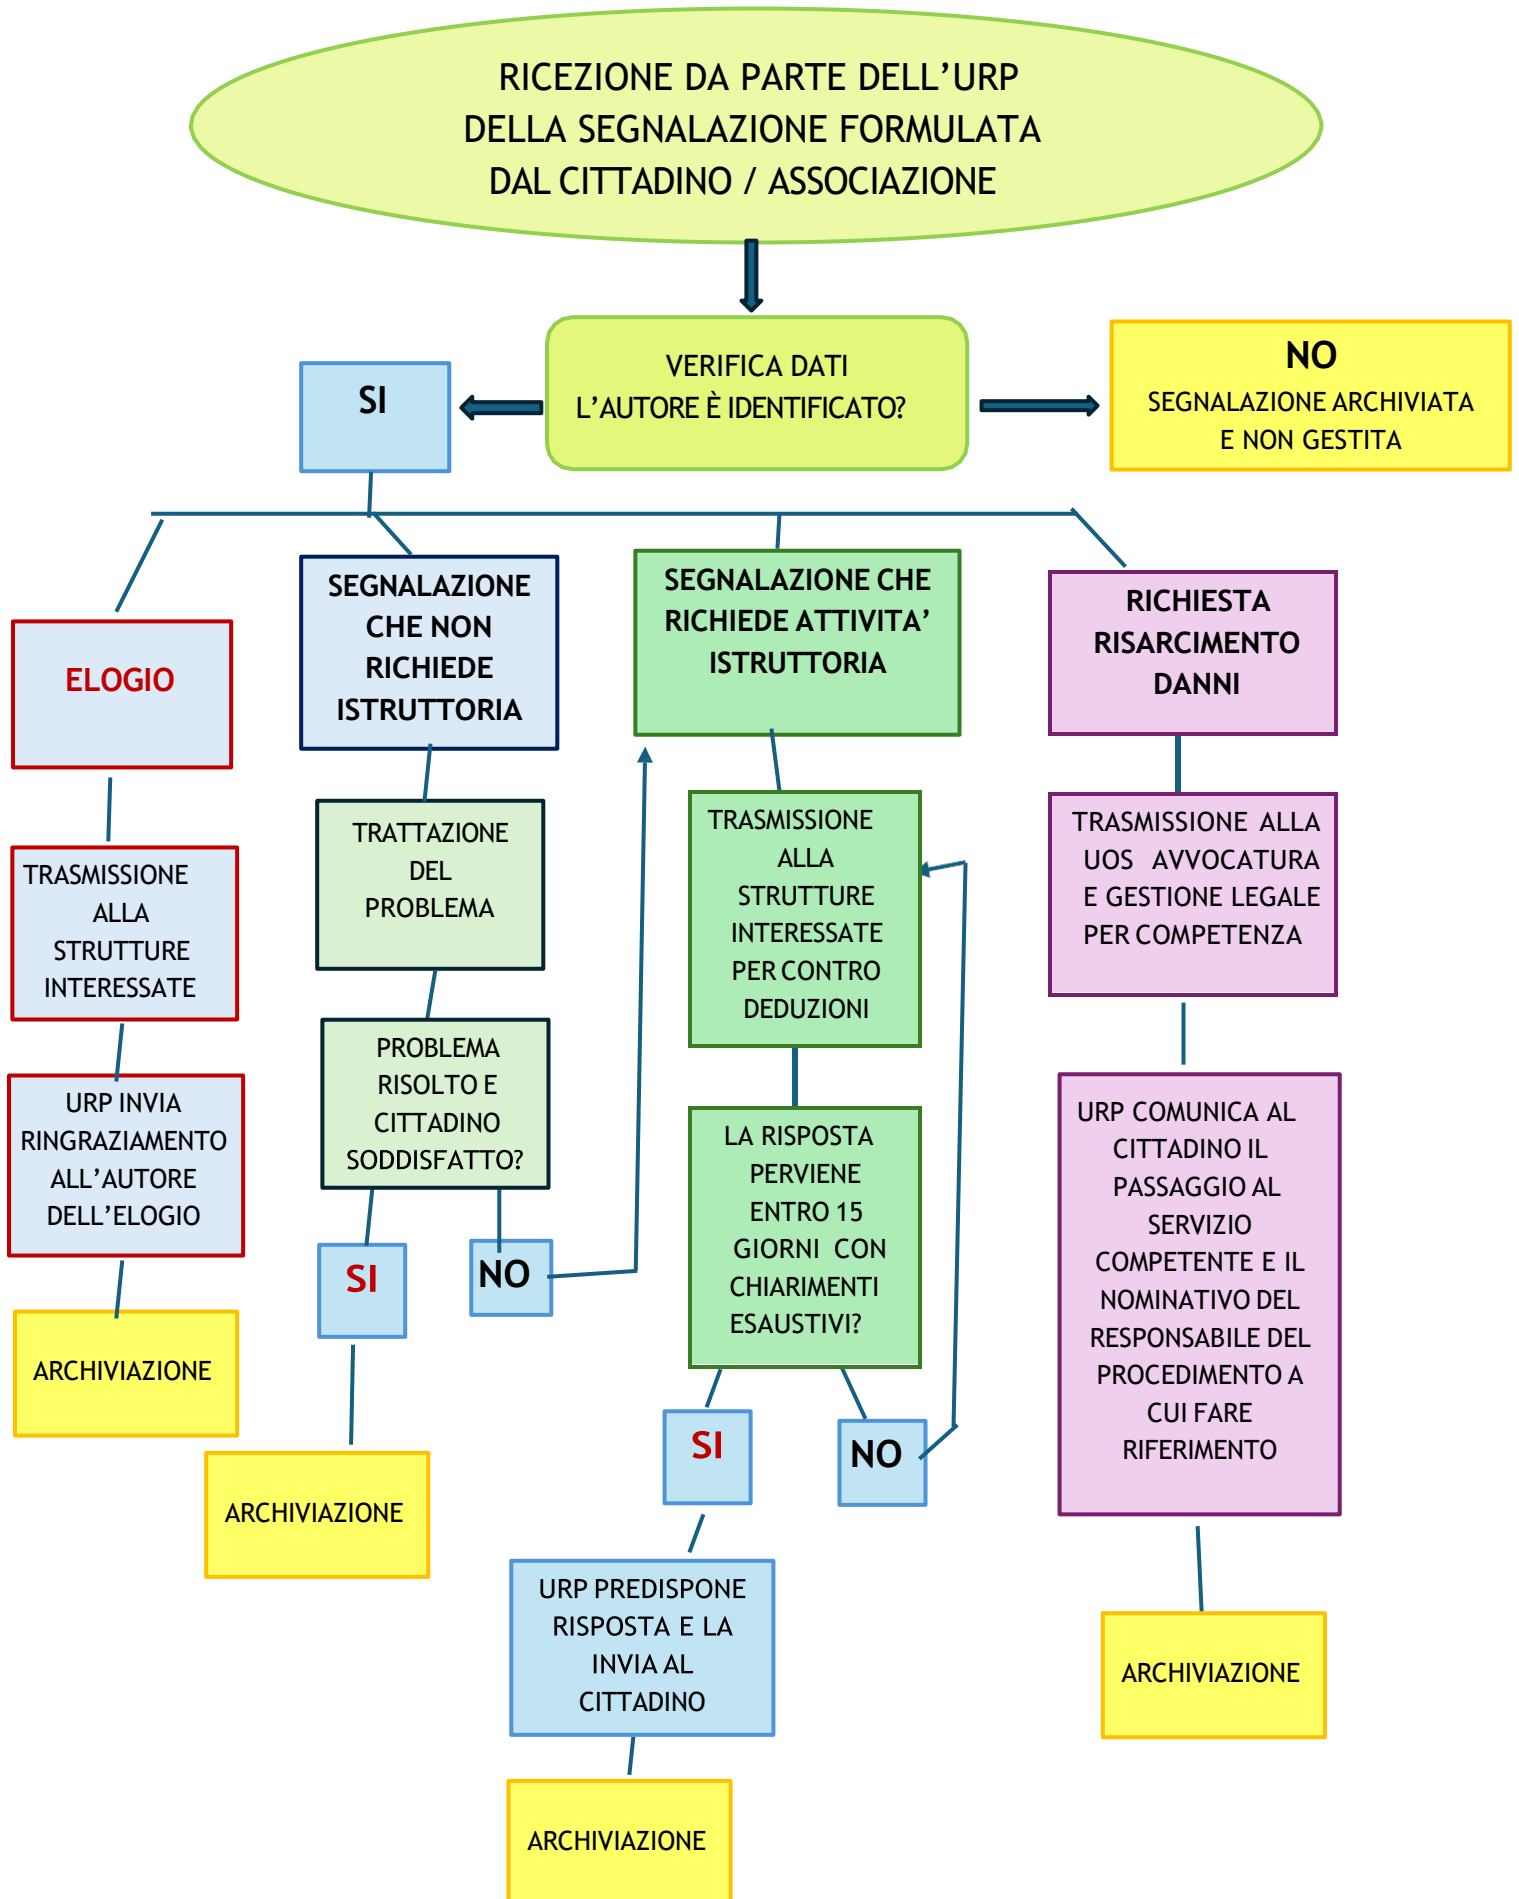 RICEZIONE DA PARTE DELL’URP
DELLA SEGNALAZIONE FORMULATA
DAL CITTADINO / ASSOCIAZIONE
VERIFICA DATI
L’AUTORE È IDENTIFICATO?
SI
NO
SEGNALAZIONE ARCHIVIATA
E NON GESTITA
ELOGIO
TRASMISSIONE
ALLA
STRUTTURE
INTERESSATE
URP INVIA
RINGRAZIAMENTO
ALL’AUTORE
DELL’ELOGIO
ARCHIVIAZIONE
SEGNALAZIONE
CHE NON
RICHIEDE
ISTRUTTORIA
TRATTAZIONE
DEL
PROBLEMA
PROBLEMA
RISOLTO E
CITTADINO
SODDISFATTO?
SI
NO
ARCHIVIAZIONE
SEGNALAZIONE CHE
RICHIEDE ATTIVITA’
ISTRUTTORIA
TRASMISSIONE
ALLA
STRUTTURE
INTERESSATE
PER CONTRO
DEDUZIONI
LA RISPOSTA
PERVIENE
ENTRO 15
GIORNI CON
CHIARIMENTI
ESAUSTIVI?
SI
NO
URP PREDISPONE
RISPOSTA E LA
INVIA AL
CITTADINO
ARCHIVIAZIONE
RICHIESTA
RISARCIMENTO
DANNI
TRASMISSIONE ALLA
UOS AVVOCATURA
E GESTIONE LEGALE
PER COMPETENZA
URP COMUNICA AL
CITTADINO IL
PASSAGGIO AL
SERVIZIO
COMPETENTE E IL
NOMINATIVO DEL
RESPONSABILE DEL
PROCEDIMENTO A
CUI FARE
RIFERIMENTO
ARCHIVIAZIONE